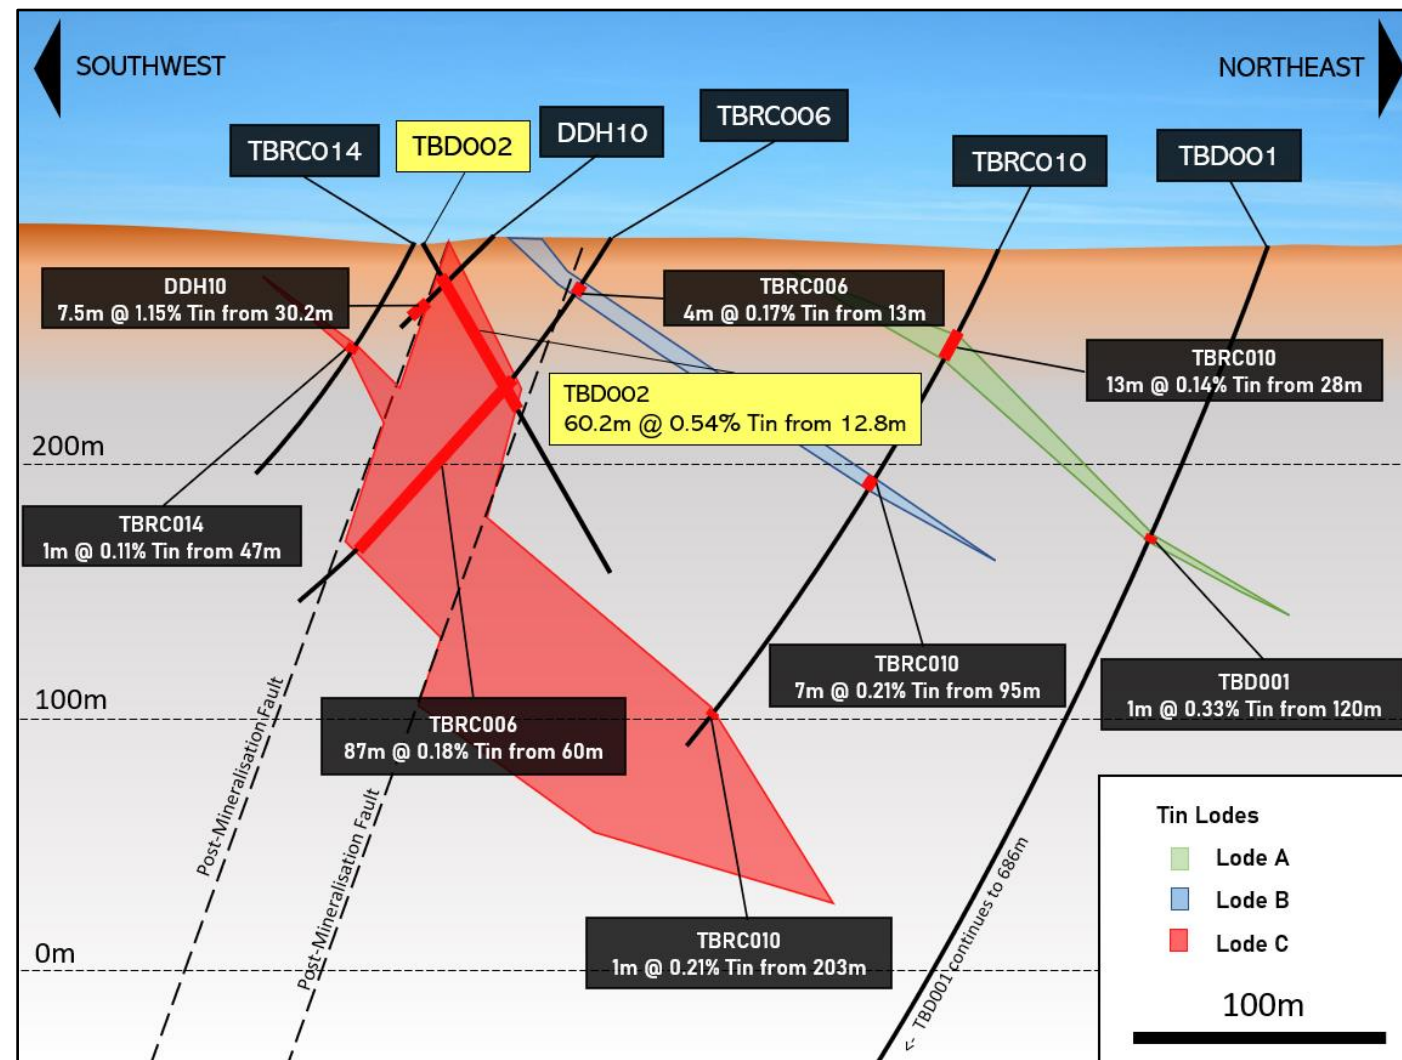 SOUTHWEST
NORTHEAST
TBRC014
TBD002
DDH10
TBRC006
TBRC010
TBD001
DDH10
7.5m @ 1.15% Tin from 30.2m
TBRC006
4m @ 0.17% Tin from 13m
TBRC010
13m @ 0.14% Tin from 28m
TBD002
60.2m @ 0.54% Tin from 12.8m
200m
TBRC014
1m @ 0.11% Tin from 47m
TBRC010
7m @ 0.21% Tin from 95m
TBD001
1m @ 0.33% Tin from 120m
100m
TBRC006
87m @ 0.18% Tin from 60m
Post-Mineralisation Fault
Post-Mineralisation Fault
TBRC010
1m @ 0.21% Tin from 203m
0m
<- TBD001 continues to 686m
Tin Lodes
Lode A
Lode B
Lode C
100m